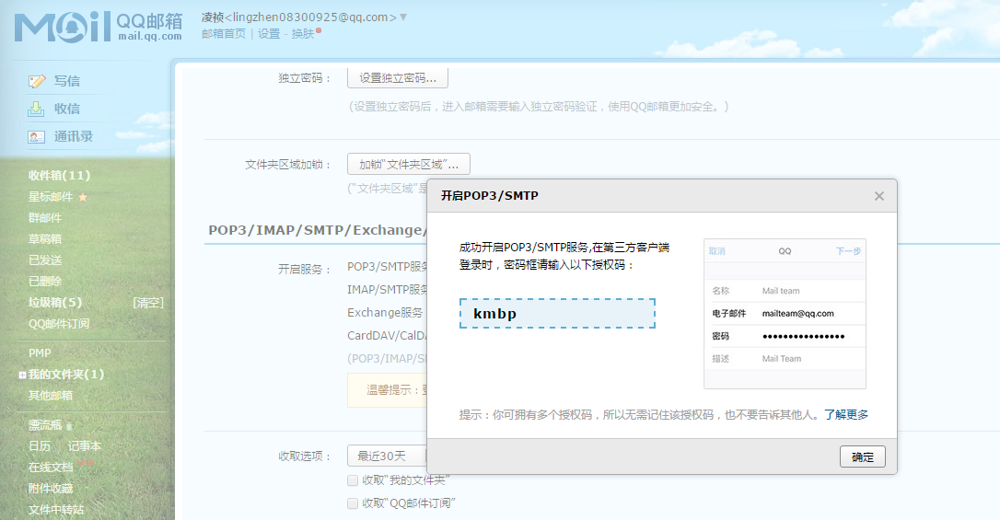 Mail QQ邮箱
mail.qq.com
凌祯<lingzhen08300925@qq.com>
邮箱首页 | 设置 - 换肤
写信
收信
通讯录
收件箱(11)
星标邮件
群邮件
草稿箱
已发送
已删除
垃圾箱(5) [清空]
QQ邮件订阅
PMP
我的文件夹(1)
其他邮箱
漂流瓶
日历 | 记事本
在线文档
附件收藏
文件中转站
独立密码： 设置独立密码...
(设置独立密码后，进入邮箱需要输入独立密码验证，使用QQ邮箱更加安全。)
文件夹区域加锁： 加锁“文件夹区域”...
(“文件夹区域”是
POP3/IMAP/SMTP/Exchange/
开启服务： POP3/SMTP服务
IMAP/SMTP服务
Exchange服务
CardDAV/CalDA
(POP3/IMAP/S
温馨提示：登
收取选项： 最近30天
收取“我的文件夹”
收取“QQ邮件订阅”
开启POP3/SMTP
成功开启POP3/SMTP服务,在第三方客户端
登录时，密码框请输入以下授权码：
kmbp
取消 QQ 下一步
名称 Mail team
电子邮件 mailteam@qq.com
密码 ●●●●●●●●●●●●●●●●
描述 Mail Team
提示：你可拥有多个授权码，所以无需记住该授权码，也不要告诉其他人。了解更多
确定